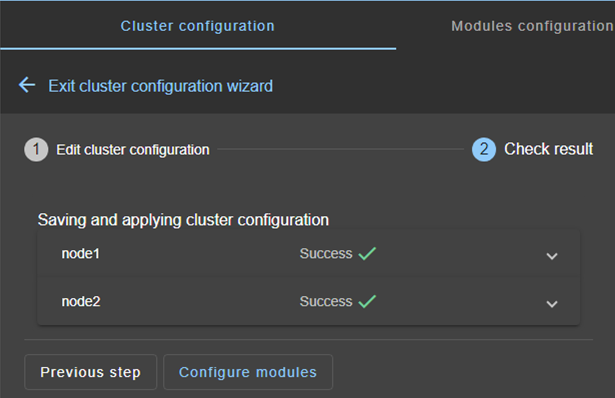 Cluster configuration Modules configuration
Exit cluster configuration wizard
1 Edit cluster configuration 2 Check result
Saving and applying cluster configuration
node1 Success
node2 Success
Previous step Configure modules